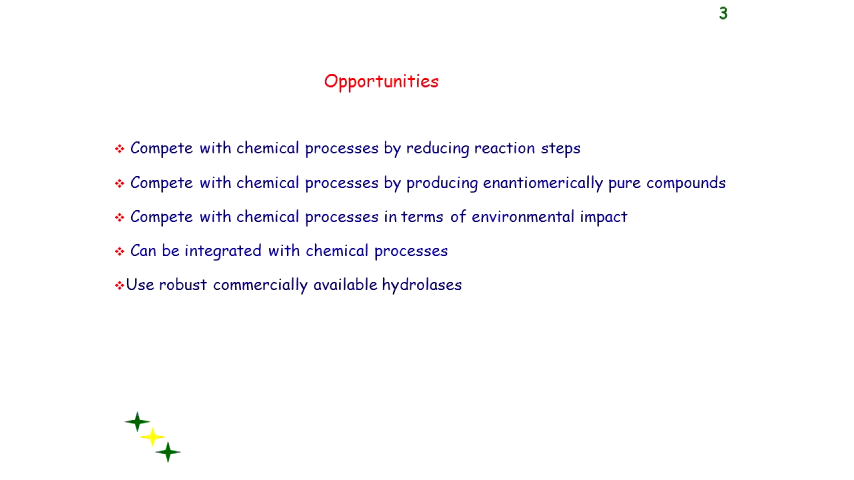 3
Opportunities
❖ Compete with chemical processes by reducing reaction steps
❖ Compete with chemical processes by producing enantiomerically pure compounds
❖ Compete with chemical processes in terms of environmental impact
❖ Can be integrated with chemical processes
❖Use robust commercially available hydrolases